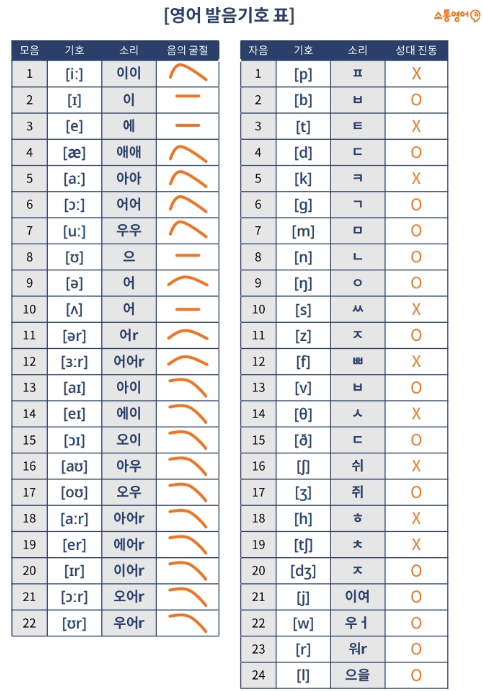 [영어 발음기호 표]
소통영어
모음 기호 소리 음의 굴절
1 [i:] 이이
2 [ɪ] 이
3 [e] 에
4 [æ] 애애
5 [a:] 아아
6 [ɔ:] 어어
7 [u:] 우우
8 [ʊ] 으
9 [ə] 어
10 [ʌ] 어
11 [ər] 어r
12 [ɜ:r] 어어r
13 [aɪ] 아이
14 [eɪ] 에이
15 [ɔɪ] 오이
16 [aʊ] 아우
17 [oʊ] 오우
18 [a:r] 아어r
19 [er] 에어r
20 [ɪr] 이어r
21 [ɔ:r] 오어r
22 [ʊr] 우어r
자음 기호 소리 성대 진동
1 [p] ㅍ X
2 [b] ㅂ O
3 [t] ㅌ X
4 [d] ㄷ O
5 [k] ㅋ X
6 [g] ㄱ O
7 [m] ㅁ O
8 [n] ㄴ O
9 [ŋ] ㅇ O
10 [s] ㅆ X
11 [z] ㅈ O
12 [f] ㅃ X
13 [v] ㅂ O
14 [θ] ㅅ X
15 [ð] ㄷ O
16 [ʃ] 쉬 X
17 [ʒ] 쥐 O
18 [h] ㅎ X
19 [tʃ] ㅊ X
20 [dʒ] ㅈ O
21 [j] 이여 O
22 [w] 우ㅓ O
23 [r] 워r O
24 [l] 으을 O